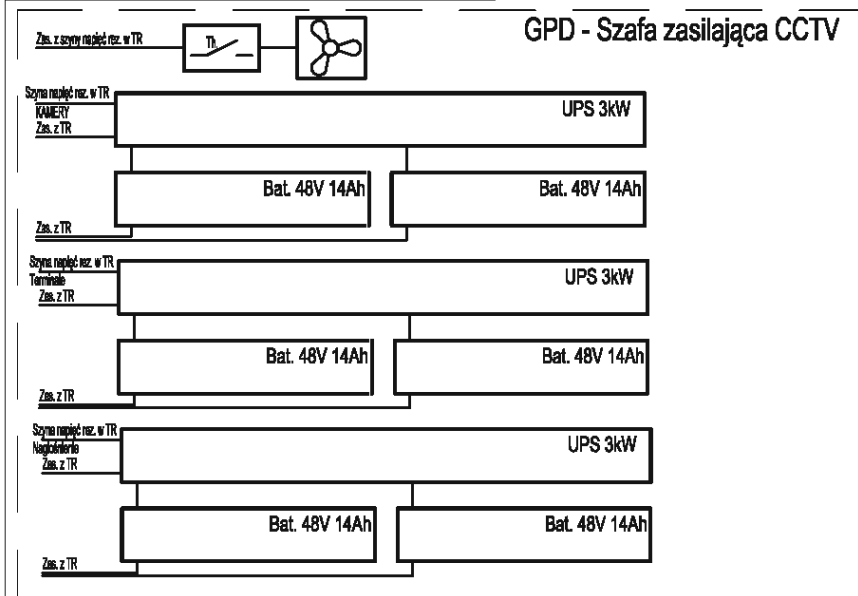 GPD - Szafa zasilająca CCTV
Zas. z szyny napięć rez. w TR
Th
Szyna napięć rez. w TR
KAMERY
Zas. z TR
UPS 3kW
Bat. 48V 14Ah
Bat. 48V 14Ah
Zas. z TR
Szyna napięć rez. w TR
Terminale
Zas. z TR
UPS 3kW
Bat. 48V 14Ah
Bat. 48V 14Ah
Zas. z TR
Szyna napięć rez. w TR
Nagłośnienie
Zas. z TR
UPS 3kW
Bat. 48V 14Ah
Bat. 48V 14Ah
Zas. z TR